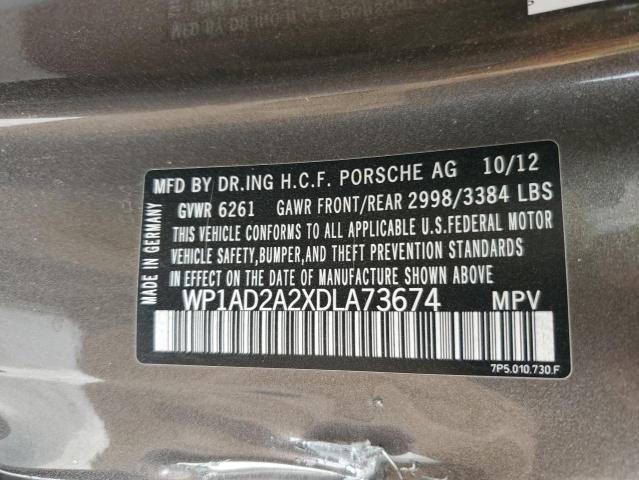 MFD BY DR.ING H.C.F. PORSCHE AG 10/12
GVWR 6261 GAWR FRONT/REAR 2998/3384 LBS
THIS VEHICLE CONFORMS TO ALL APPLICABLE U.S.FEDERAL MOTOR
VEHICLE SAFETY,BUMPER,AND THEFT PREVENTION STANDARDS
IN EFFECT ON THE DATE OF MANUFACTURE SHOWN ABOVE
WP1AD2A2XDLA73674 MPV
7P5.010.730.F
MADE IN GERMANY